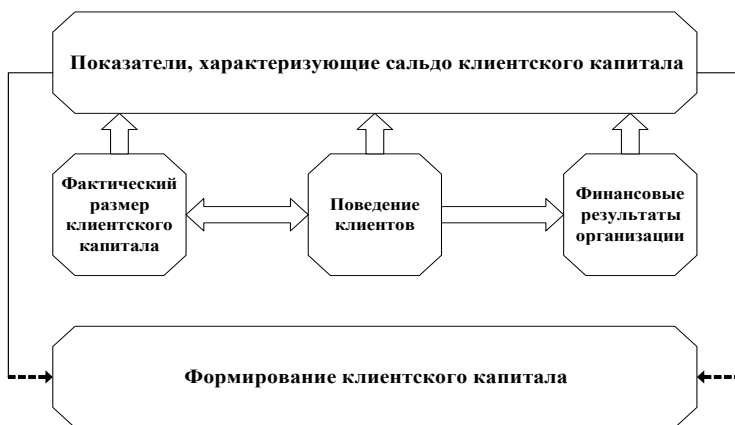 Показатели, характеризующие сальдо клиентского капитала
Фактический
размер
клиентского
капитала
Поведение
клиентов
Финансовые
результаты
организации
Формирование клиентского капитала